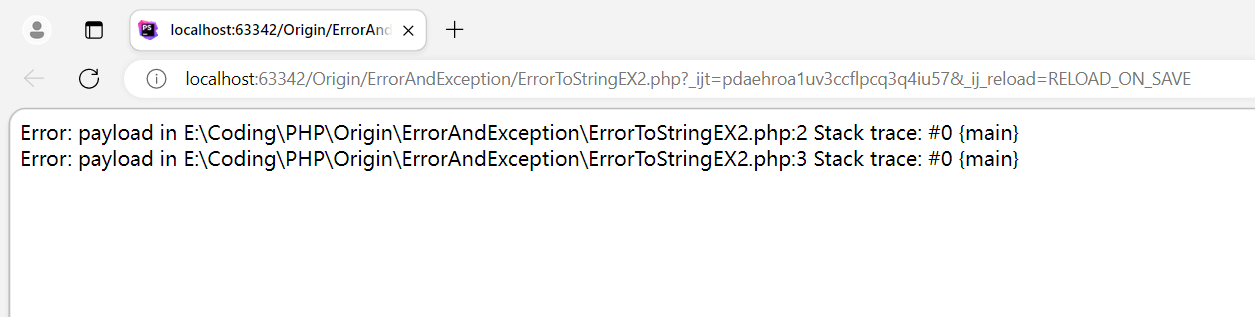 PS
localhost:63342/Origin/ErrorAnd
localhost:63342/Origin/ErrorAndException/ErrorToStringEX2.php?_ijt=pdaehroa1uv3ccflpcq3q4iu57&_ij_reload=RELOAD_ON_SAVE
Error: payload in E:\Coding\PHP\Origin\ErrorAndException\ErrorToStringEX2.php:2 Stack trace: #0 {main}
Error: payload in E:\Coding\PHP\Origin\ErrorAndException\ErrorToStringEX2.php:3 Stack trace: #0 {main}